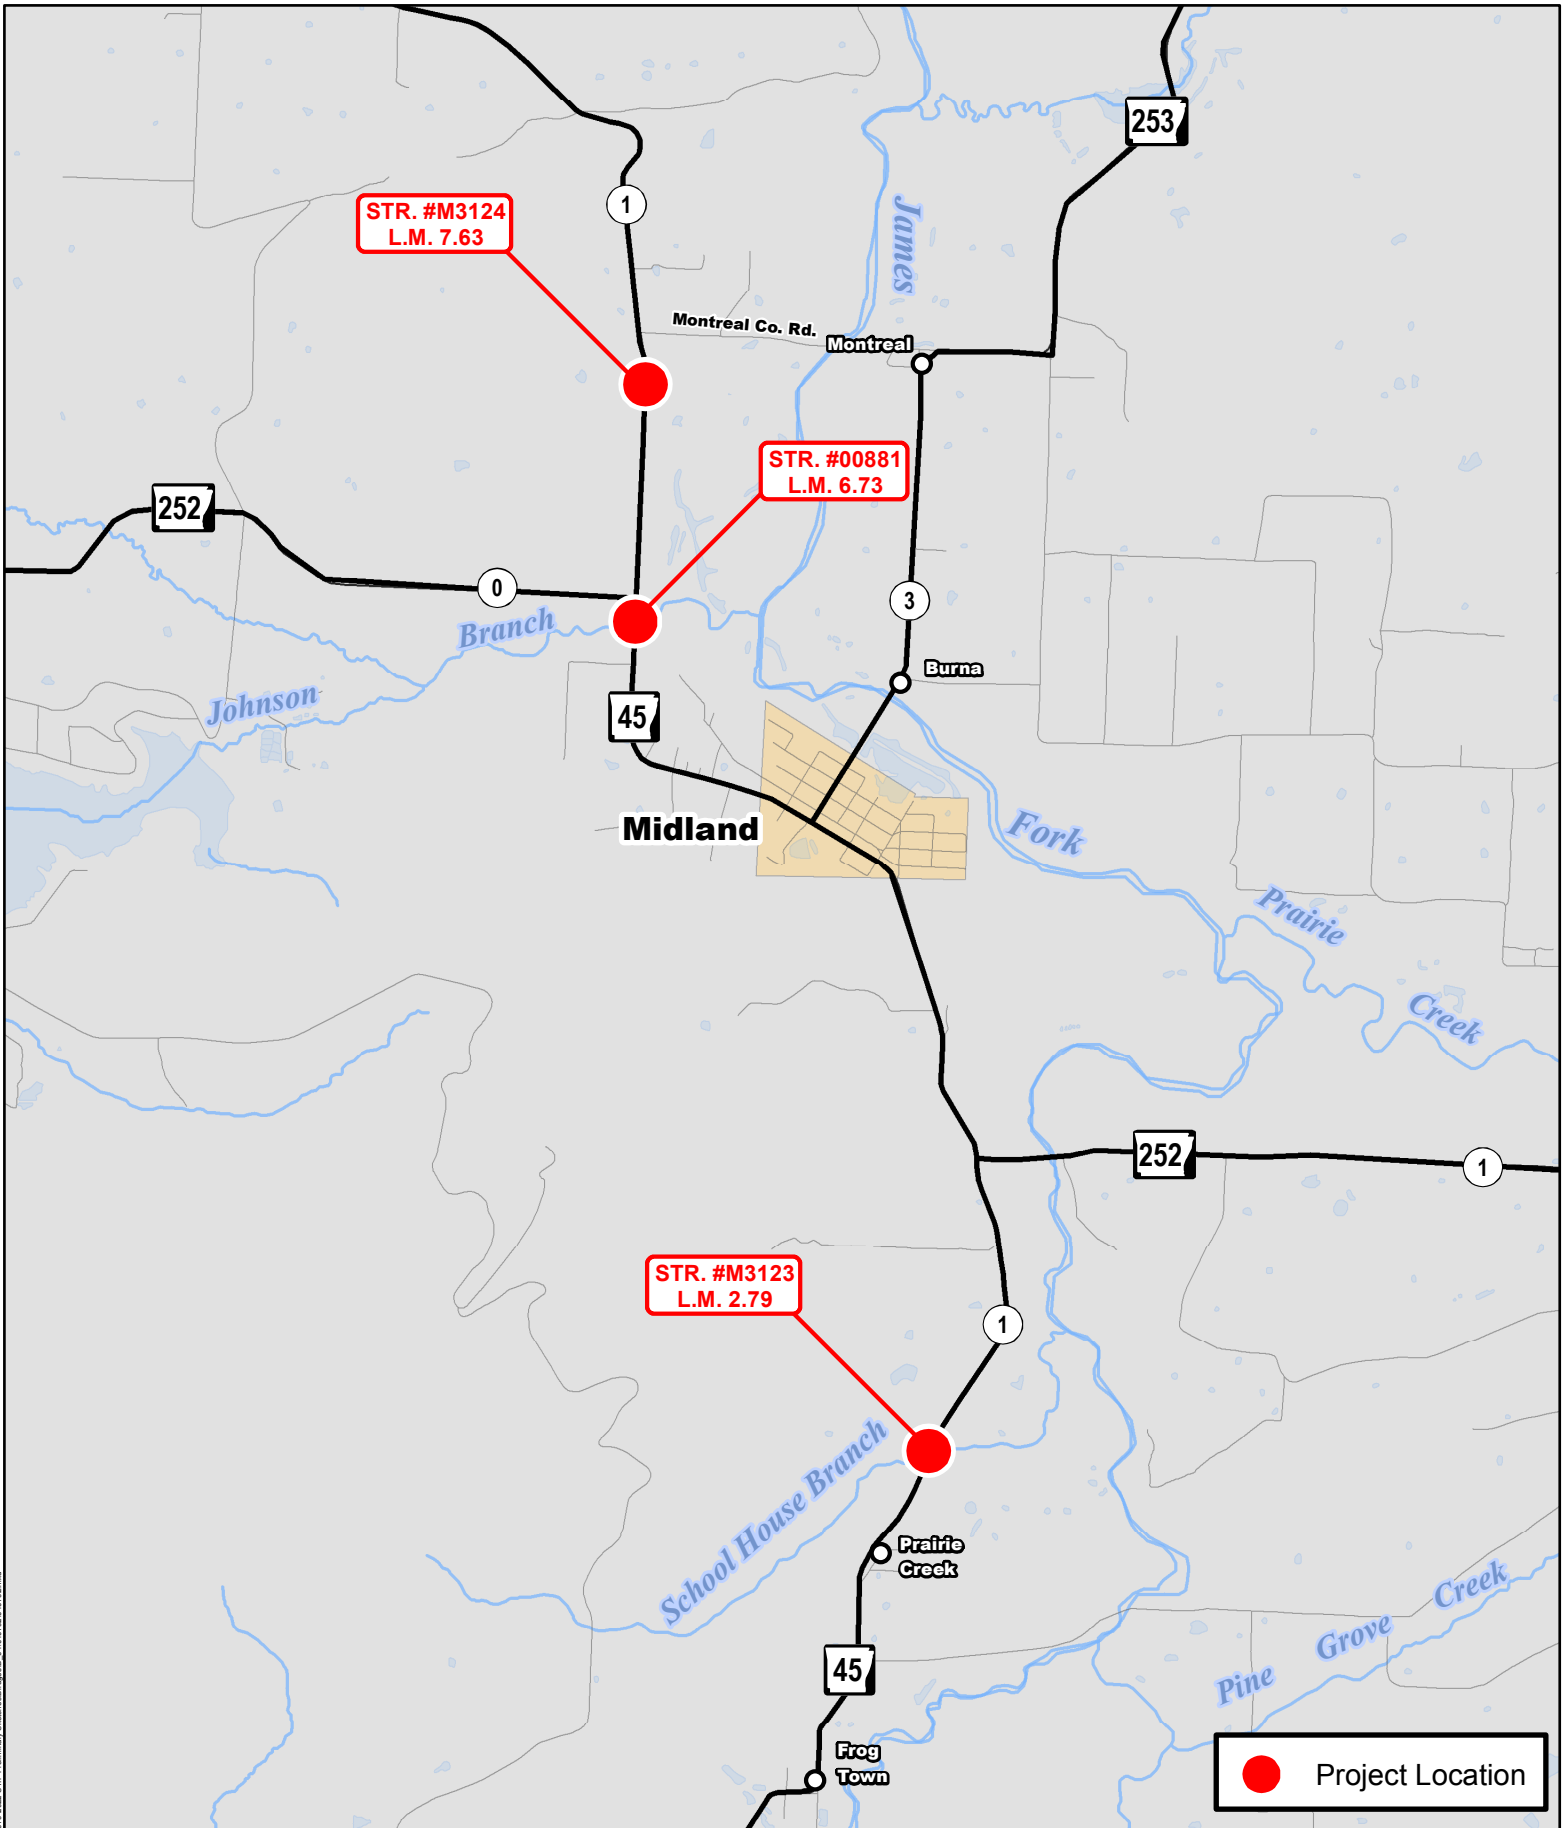 253
STR. #M3124
L.M. 7.63
1
James
Montreal Co. Rd.
Montreal
STR. #00881
L.M. 6.73
252
0
3
Branch
Johnson
Burna
45
Midland
Fork
Prairie
Creek
252
1
STR. #M3123
L.M. 2.79
1
School House Branch
Prairie
Creek
Creek
Grove
Pine
45
Frog
Town
Project Location